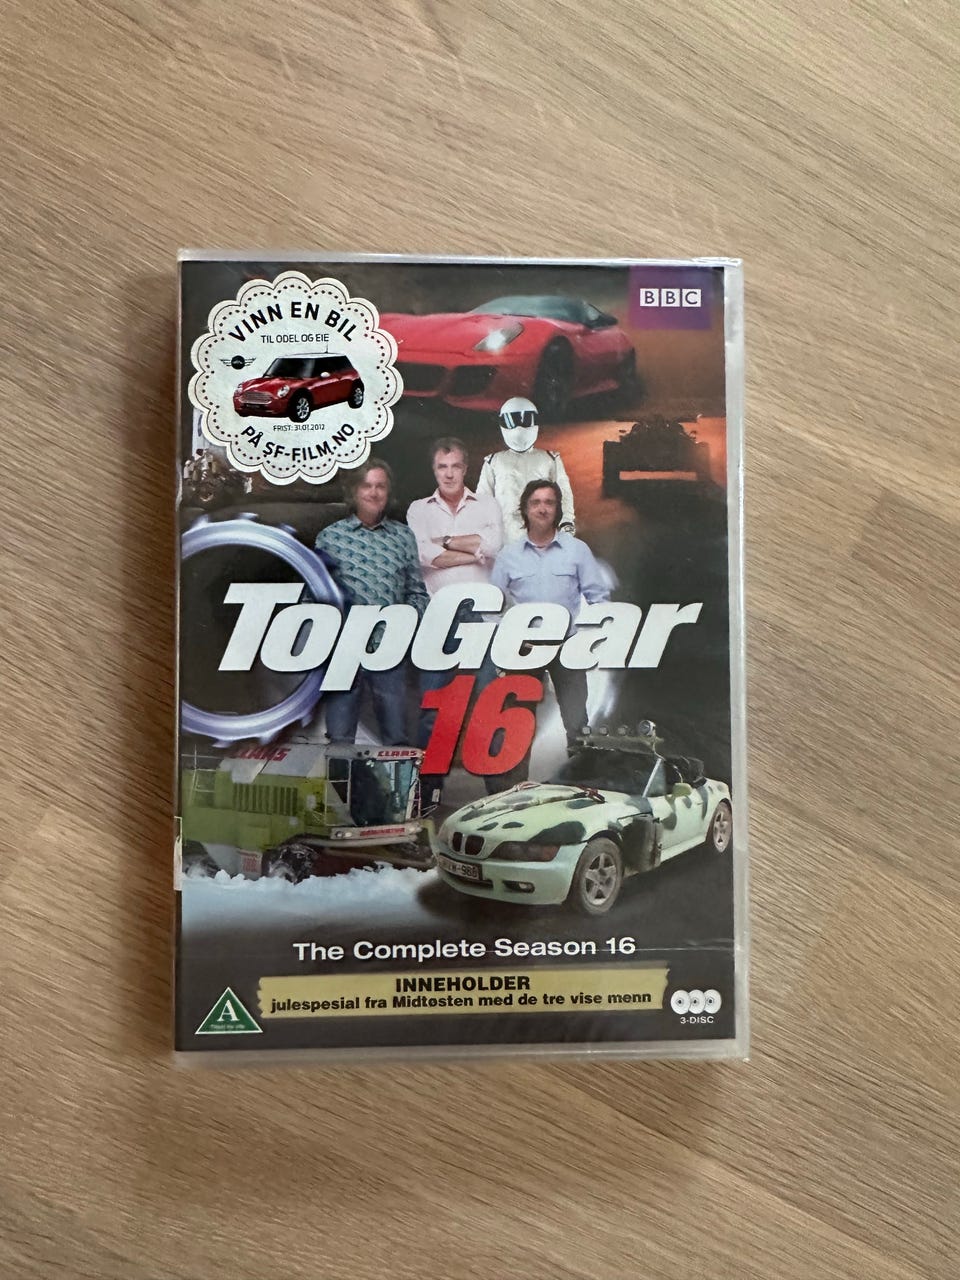 VINN EN BIL
TIL ODEL OG EIE
FRIST: 31.01.2012
PÅ SF-FILM.NO
BBC
TopGear
16
CLAAS
CLAAS
DOMINATOR
The Complete Season 16
INNEHOLDER
julespesial fra Midtøsten med de tre vise menn
A
3-DISC